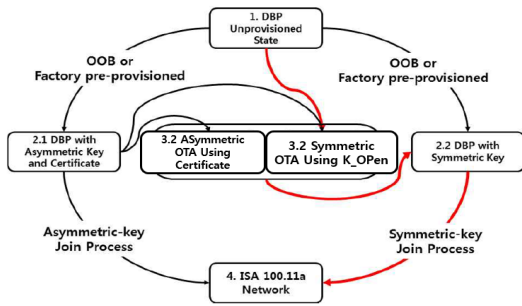 1. DBP
Unprovisioned
State
OOB or
Factory pre-provisioned
OOB or
Factory pre-provisioned
2.1 DBP with
Asymmetric Key
and Certificate
3.2 ASymmetric
OTA Using
Certificate
3.2 Symmetric
OTA Using K_OPen
2.2 DBP with
Symmetric Key
Asymmetric-key
Join Process
Symmetric-key
Join Process
4. ISA 100.11a
Network